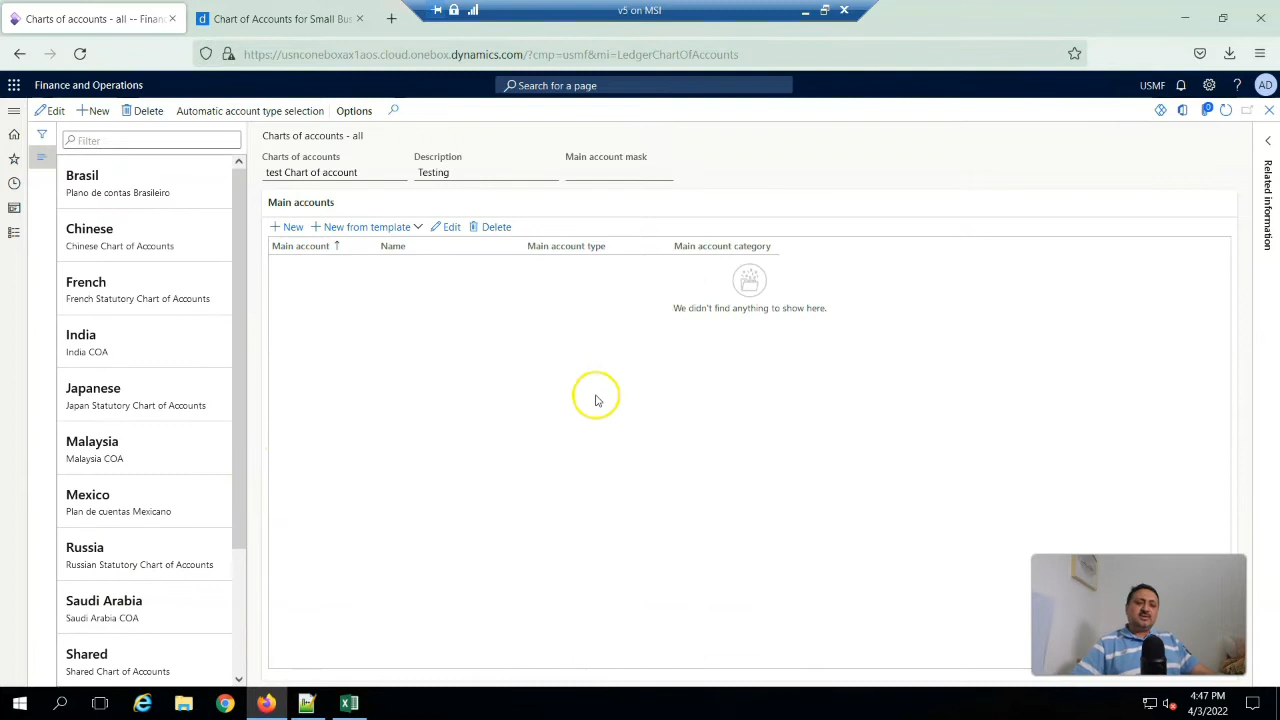 v5 on MSI
Charts of accounts - all -- Finan
Chart of Accounts for Small Bus
https://usnconeboxax1aos.cloud.onebox.dynamics.com/?cmp=usmf&mi=LedgerChartOfAccounts
Finance and Operations
Search for a page
USMF
AD
Edit
New
Delete
Automatic account type selection
Options
Filter
Brasil
Plano de contas Brasileiro
Chinese
Chinese Chart of Accounts
French
French Statutory Chart of Accounts
India
India COA
Japanese
Japan Statutory Chart of Accounts
Malaysia
Malaysia COA
Mexico
Plan de cuentas Mexicano
Russia
Russian Statutory Chart of Accounts
Saudi Arabia
Saudi Arabia COA
Shared
Shared Chart of Accounts
Charts of accounts - all
Charts of accounts
Description
Main account mask
test Chart of account
Testing
Main accounts
New
New from template
Edit
Delete
Main account
Name
Main account type
Main account category
We didn't find anything to show here.
Related information
4:47 PM
4/3/2022